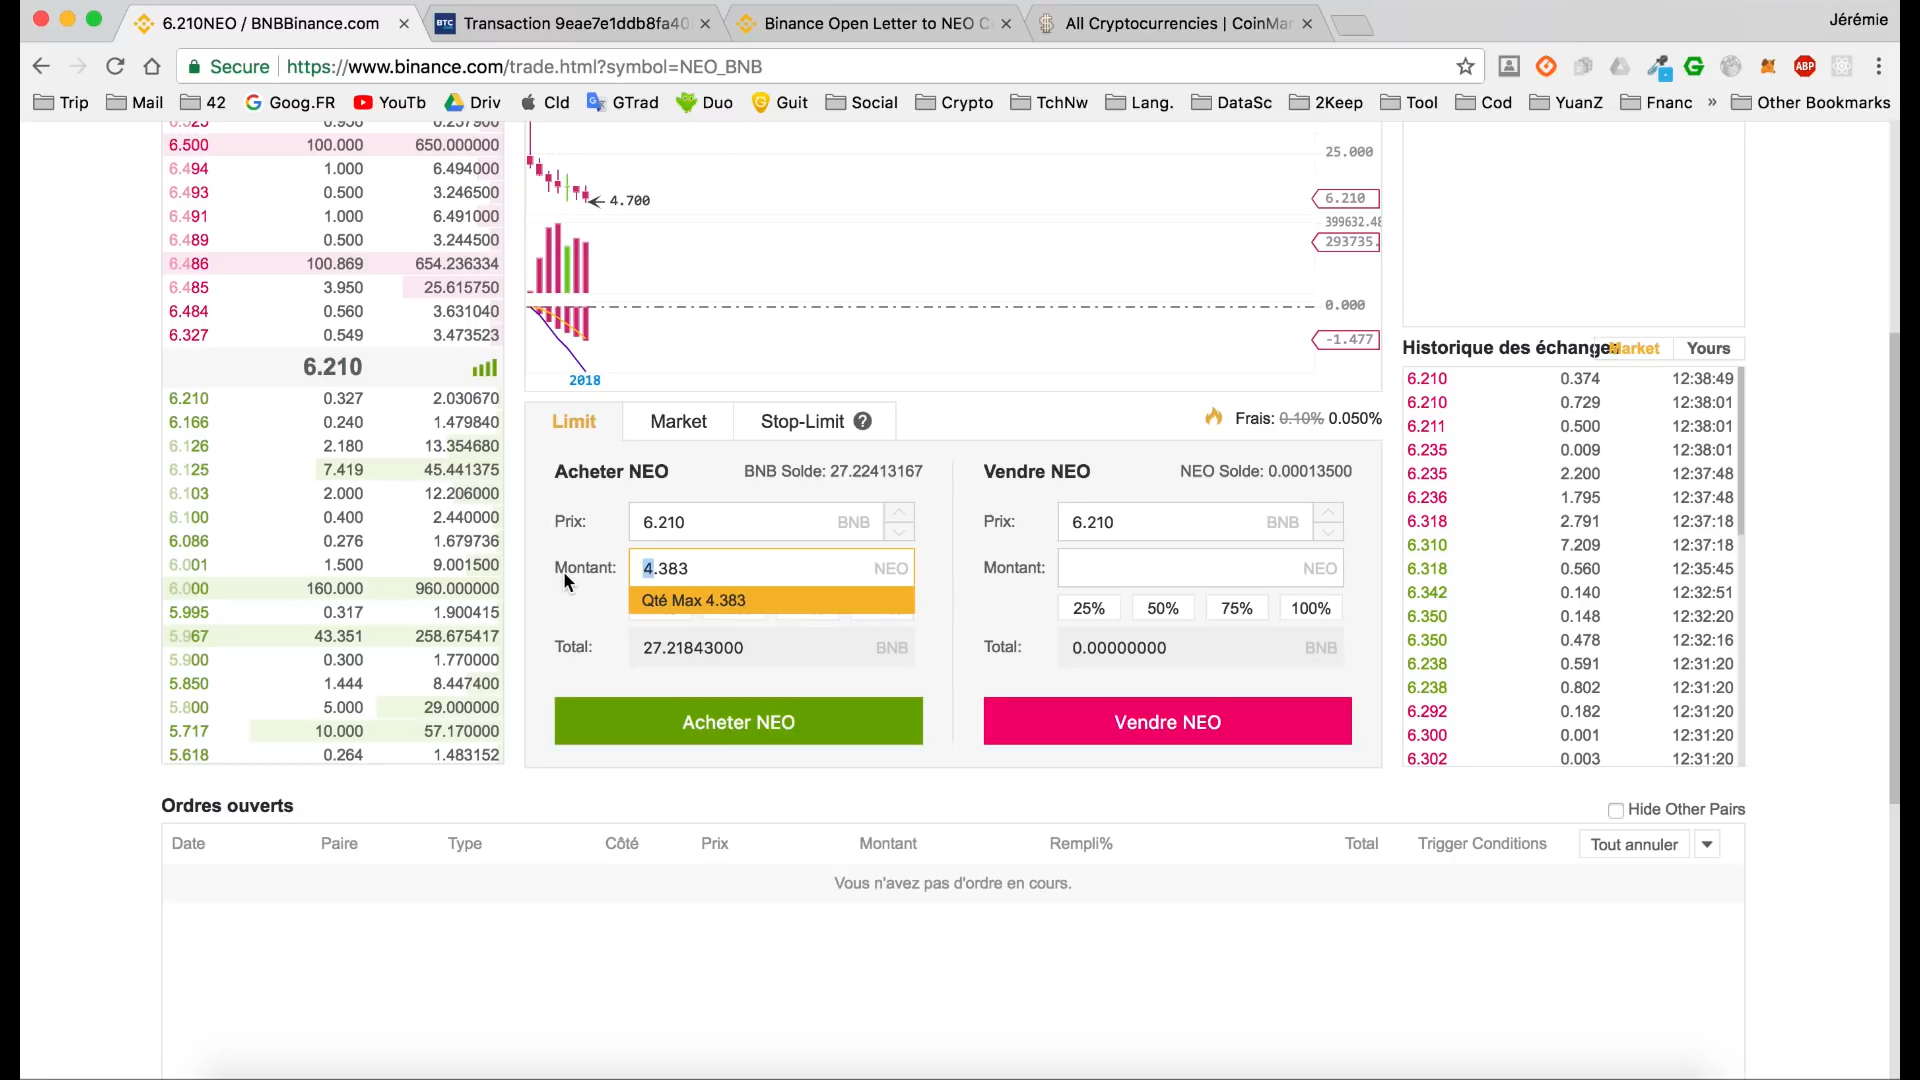 6.210NEO / BNBBinance.com
Transaction 9eae7e1ddb8fa40
Binance Open Letter to NEO C
All Cryptocurrencies | CoinMar
Jérémie
Secure
https://www.binance.com/trade.html?symbol=NEO_BNB
Trip Mail 42 Goog.FR YouTb Driv Cld GTrad Duo Guit Social Crypto TchNw Lang. DataSc 2Keep Tool Cod YuanZ Fnanc » Other Bookmarks
6.500 100.000 650.000000
6.494 1.000 6.494000
6.493 0.500 3.246500
6.491 1.000 6.491000
6.489 0.500 3.244500
6.486 100.869 654.236334
6.485 3.950 25.615750
6.484 0.560 3.631040
6.327 0.549 3.473523
6.210
6.210 0.327 2.030670
6.166 0.240 1.479840
6.126 2.180 13.354680
6.125 7.419 45.441375
6.103 2.000 12.206000
6.100 0.400 2.440000
6.086 0.276 1.679736
6.001 1.500 9.001500
6.000 160.000 960.000000
5.995 0.317 1.900415
5.967 43.351 258.675417
5.900 0.300 1.770000
5.850 1.444 8.447400
5.800 5.000 29.000000
5.717 10.000 57.170000
5.618 0.264 1.483152
25.000
6.210
4.700
399632.48
293735.
0.000
-1.477
2018
Limit Market Stop-Limit ?
Frais: 0.10% 0.050%
Acheter NEO
BNB Solde: 27.22413167
Prix: 6.210 BNB
Montant: 4.383 NEO
Qté Max 4.383
Total: 27.21843000 BNB
Acheter NEO
Vendre NEO
NEO Solde: 0.00013500
Prix: 6.210 BNB
Montant: NEO
25% 50% 75% 100%
Total: 0.00000000 BNB
Vendre NEO
Historique des échanges Market Yours
6.210 0.374 12:38:49
6.210 0.729 12:38:01
6.211 0.500 12:38:01
6.235 0.009 12:38:01
6.235 2.200 12:37:48
6.236 1.795 12:37:48
6.318 2.791 12:37:18
6.310 7.209 12:37:18
6.318 0.560 12:35:45
6.342 0.140 12:32:51
6.350 0.148 12:32:20
6.350 0.478 12:32:16
6.238 0.591 12:31:20
6.238 0.802 12:31:20
6.292 0.182 12:31:20
6.300 0.001 12:31:20
6.302 0.003 12:31:20
Ordres ouverts
Hide Other Pairs
Date Paire Type Côté Prix Montant Rempli% Total Trigger Conditions Tout annuler
Vous n'avez pas d'ordre en cours.